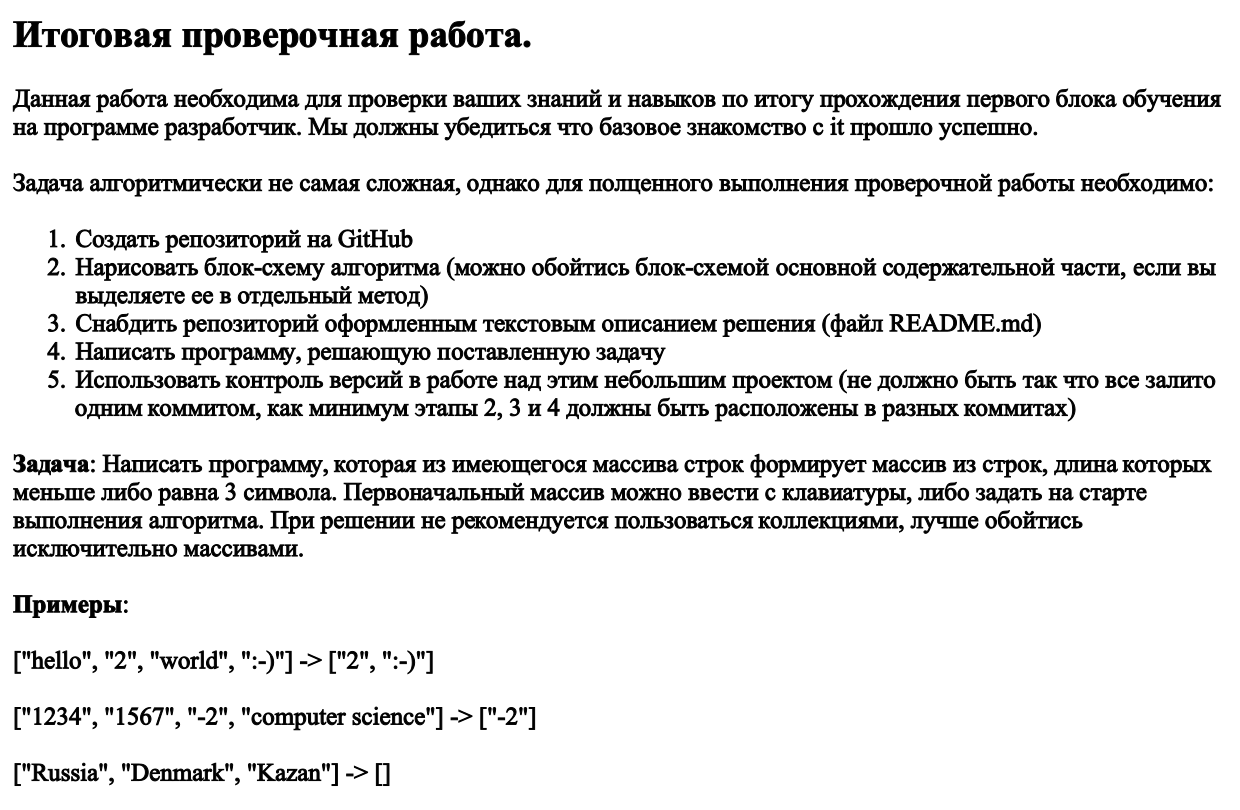 Итоговая проверочная работа.
Данная работа необходима для проверки ваших знаний и навыков по итогу прохождения первого блока обучения
на программе разработчик. Мы должны убедиться что базовое знакомство с it прошло успешно.
Задача алгоритмически не самая сложная, однако для полценного выполнения проверочной работы необходимо:
1. Создать репозиторий на GitHub
2. Нарисовать блок-схему алгоритма (можно обойтись блок-схемой основной содержательной части, если вы
выделяете ее в отдельный метод)
3. Снабдить репозиторий оформленным текстовым описанием решения (файл README.md)
4. Написать программу, решающую поставленную задачу
5. Использовать контроль версий в работе над этим небольшим проектом (не должно быть так что все залито
одним коммитом, как минимум этапы 2, 3 и 4 должны быть расположены в разных коммитах)
Задача: Написать программу, которая из имеющегося массива строк формирует массив из строк, длина которых
меньше либо равна 3 символа. Первоначальный массив можно ввести с клавиатуры, либо задать на старте
выполнения алгоритма. При решении не рекомендуется пользоваться коллекциями, лучше обойтись
исключительно массивами.
Примеры:
["hello", "2", "world", ":-)"] -> ["2", ":-)"]
["1234", "1567", "-2", "computer science"] -> ["-2"]
["Russia", "Denmark", "Kazan"] -> []